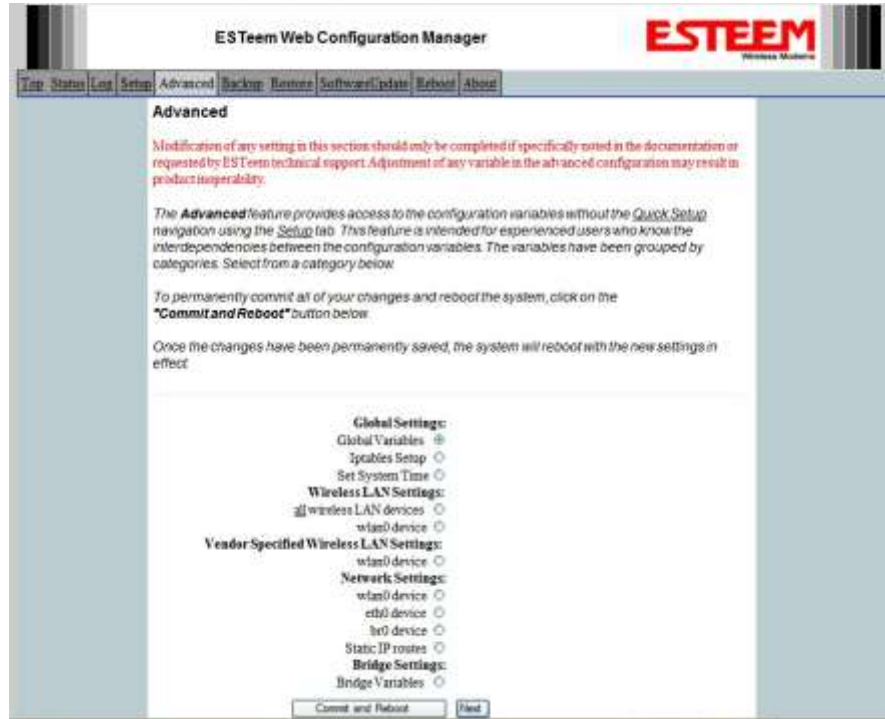 ESTeem Web Configuration Manager
ESTEEM
Wireless Modems
Top Status Log Setup Advanced Backup Restore SoftwareUpdate Reboot About
Advanced
Modification of any setting in this section should only be completed if specifically noted in the documentation or
requested by ESTeem technical support. Adjustment of any variable in the advanced configuration may result in
product inoperability.
The Advanced feature provides access to the configuration variables without the Quick Setup
navigation using the Setup tab. This feature is intended for experienced users who know the
interdependencies between the configuration variables. The variables have been grouped by
categories. Select from a category below.
To permanently commit all of your changes and reboot the system, click on the
"Commit and Reboot" button below.
Once the changes have been permanently saved, the system will reboot with the new settings in
effect.
Global Settings:
Global Variables
Iptables Setup
Set System Time
Wireless LAN Settings:
all wireless LAN devices
wlan0 device
Vendor Specified Wireless LAN Settings:
wlan0 device
Network Settings:
wlan0 device
eth0 device
br0 device
Static IP routes
Bridge Settings:
Bridge Variables
Commit and Reboot Next